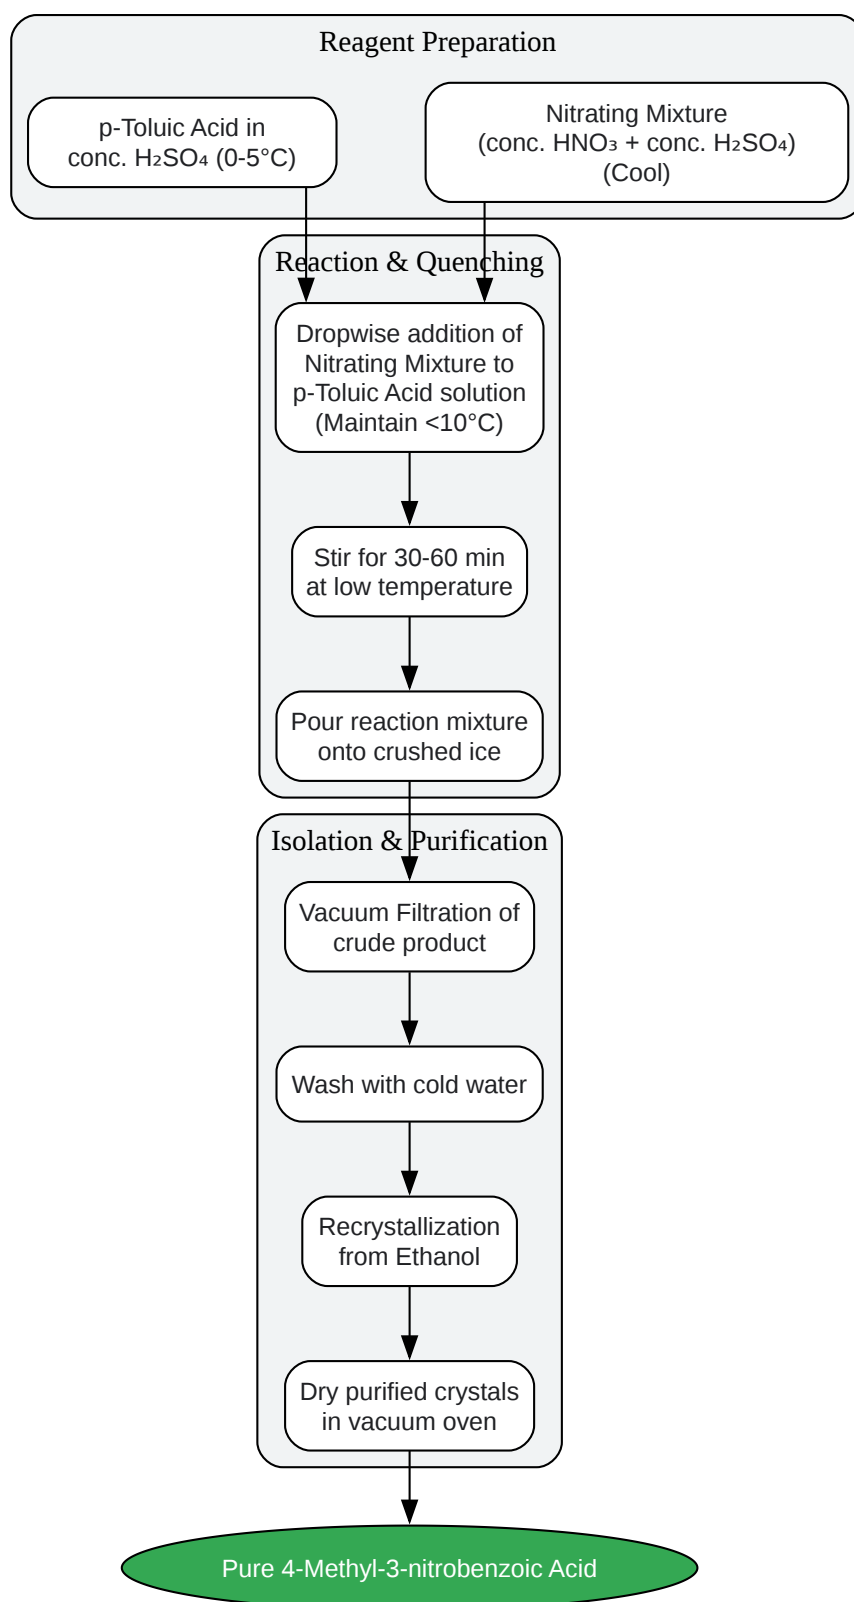 Reagent Preparation
p-Toluic Acid in
conc. H₂SO₄ (0-5°C)
Nitrating Mixture
(conc. HNO₃ + conc. H₂SO₄)
(Cool)
Reaction & Quenching
Dropwise addition of
Nitrating Mixture to
p-Toluic Acid solution
(Maintain <10°C)
Stir for 30-60 min
at low temperature
Pour reaction mixture
onto crushed ice
Isolation & Purification
Vacuum Filtration of
crude product
Wash with cold water
Recrystallization
from Ethanol
Dry purified crystals
in vacuum oven
Pure 4-Methyl-3-nitrobenzoic Acid